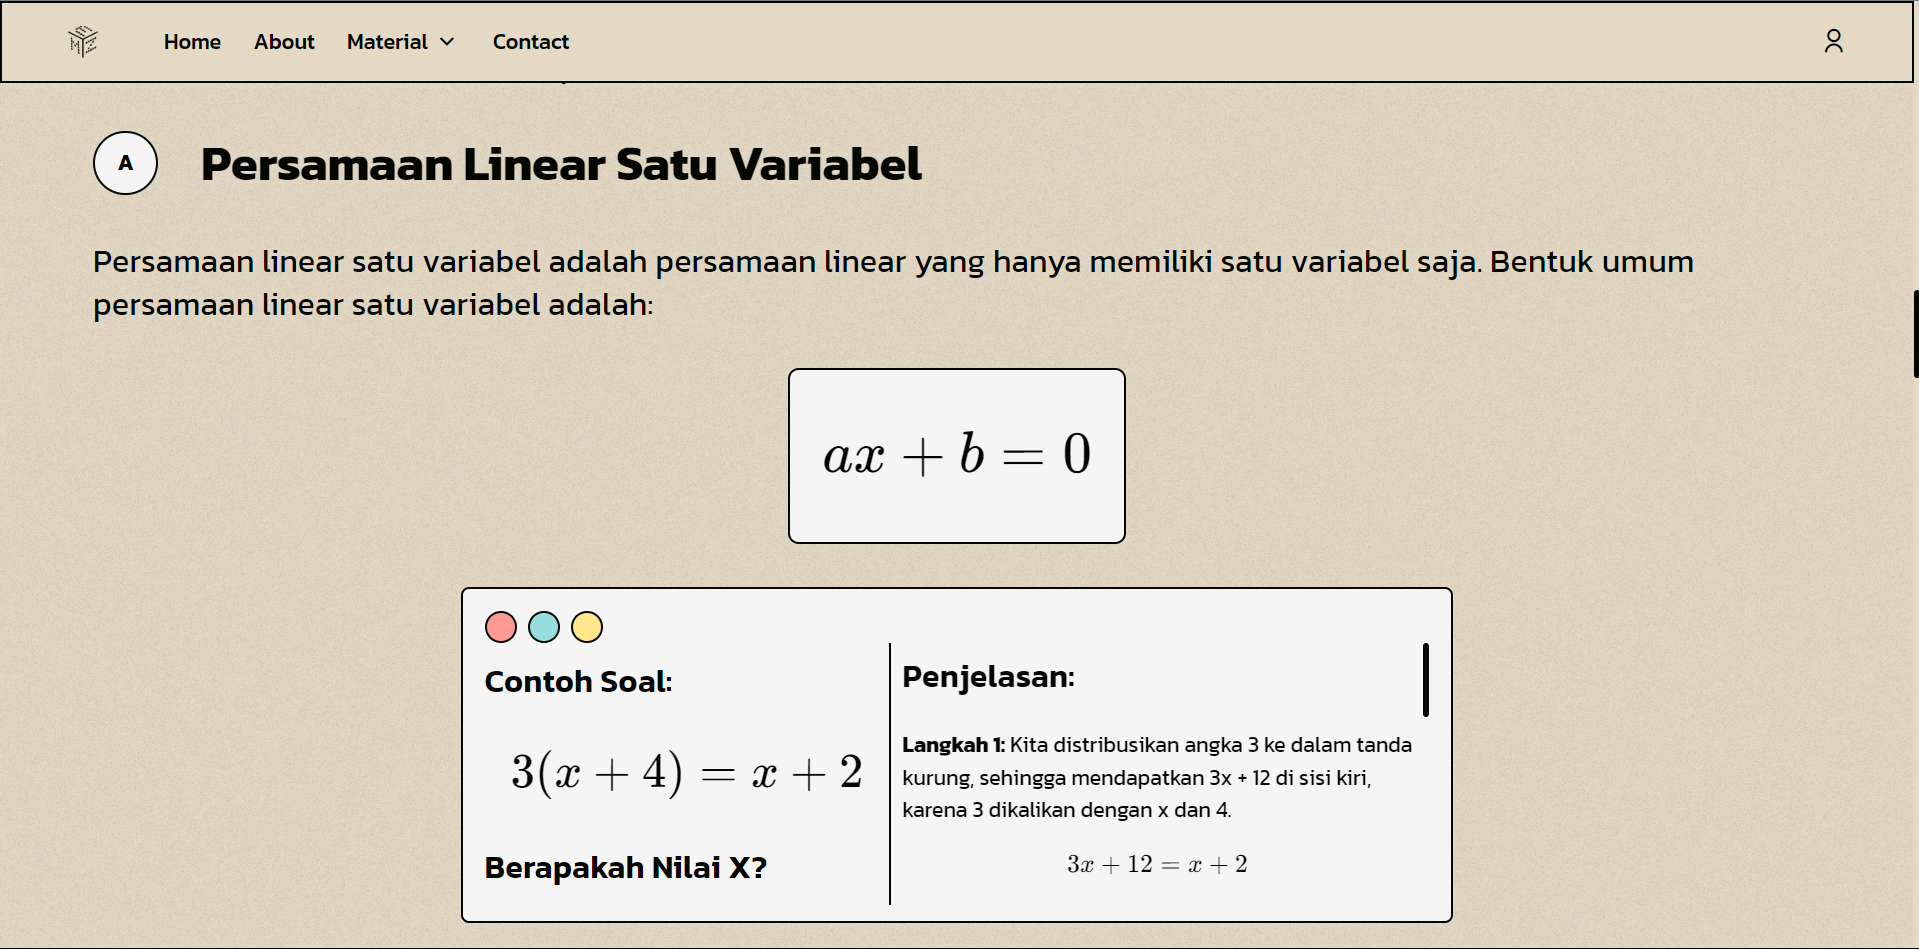 Home About Material Contact
A
Persamaan Linear Satu Variabel
Persamaan linear satu variabel adalah persamaan linear yang hanya memiliki satu variabel saja. Bentuk umum
persamaan linear satu variabel adalah:
ax + b = 0
Contoh Soal:
3(x + 4) = x + 2
Berapakah Nilai X?
Penjelasan:
Langkah 1: Kita distribusikan angka 3 ke dalam tanda
kurung, sehingga mendapatkan 3x + 12 di sisi kiri,
karena 3 dikalikan dengan x dan 4.
3x + 12 = x + 2